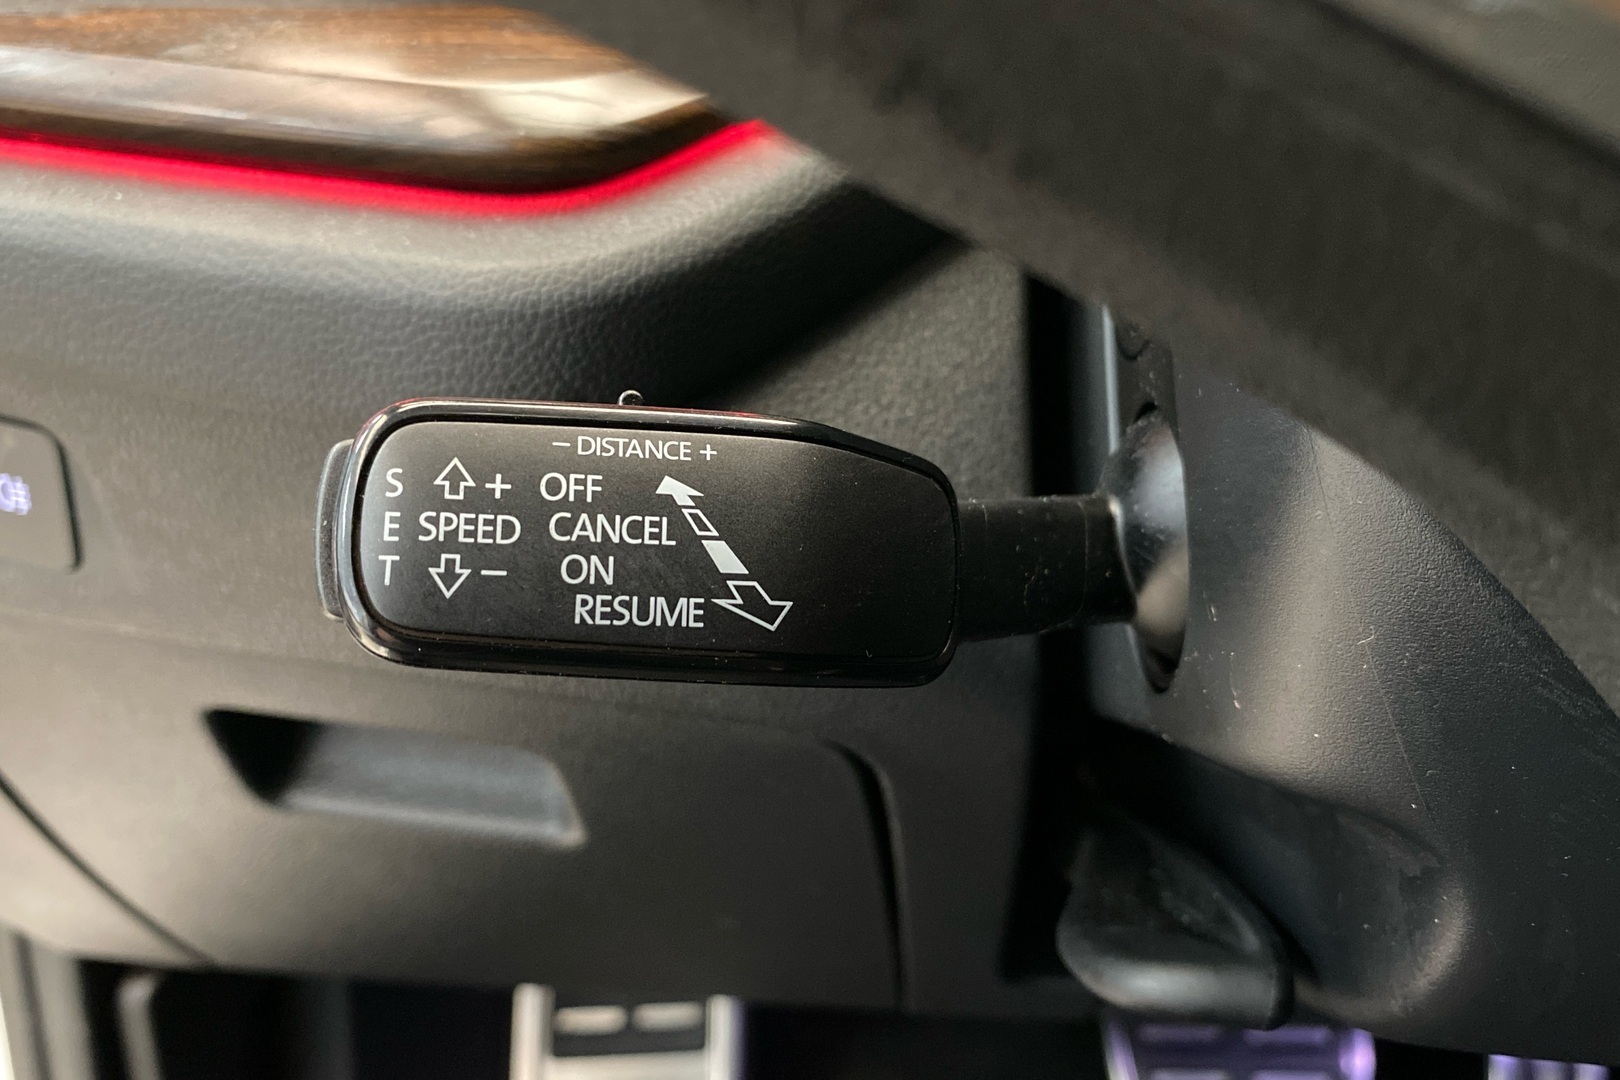 − DISTANCE +
S + OFF
E SPEED CANCEL
T − ON
RESUME